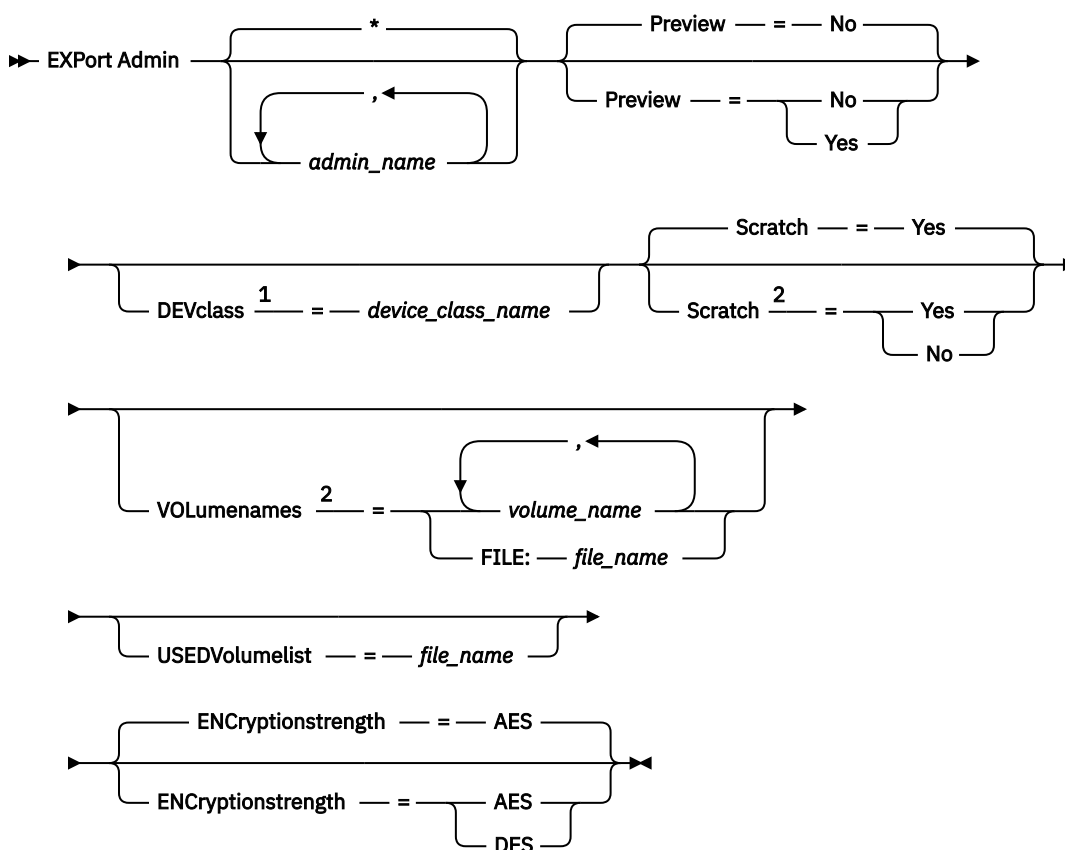 Preview = No
*
EXPort Admin
,
Preview = No
Yes
admin_name
Scratch = Yes
DEVclass 1 = device_class_name
Scratch 2 = Yes
No
,
VOLumenames 2 = volume_name
FILE: file_name
USEDVolumelist = file_name
ENCryptionstrength = AES
ENCryptionstrength = AES
DES